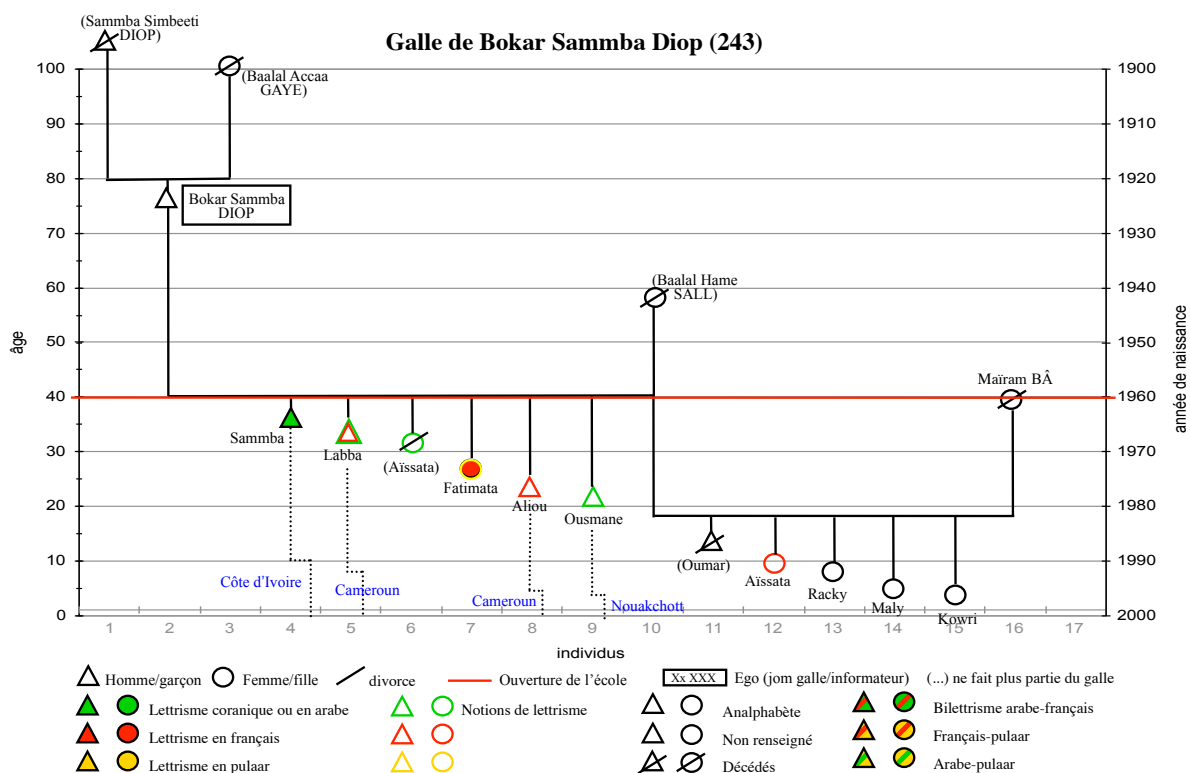 (Sammba Simbeeti
DIOP)
Galle de Bokar Sammba Diop (243)
(Baalal Accaa
GAYE)
Bokar Sammba
DIOP
(Baalal Hame
SALL)
Maïram BÂ
Sammba
Labba
(Aïssata)
Fatimata
Aliou
Ousmane
(Oumar)
Aïssata
Racky
Maly
Kowri
Côte d'Ivoire
Cameroun
Cameroun
Nouakchott
âge
100
90
80
70
60
50
40
30
20
10
0
année de naissance
1900
1910
1920
1930
1940
1950
1960
1970
1980
1990
2000
1 2 3 4 5 6 7 8 9 10 11 12 13 14 15 16 17
individus
Homme/garçon Femme/fille divorce Ouverture de l'école Xx XXX Ego (jom galle/informateur) (...) ne fait plus partie du galle
Lettrisme coranique ou en arabe Notions de lettrisme Analphabète Bilettrisme arabe-français
Lettrisme en français Non renseigné Français-pulaar
Lettrisme en pulaar Décédés Arabe-pulaar